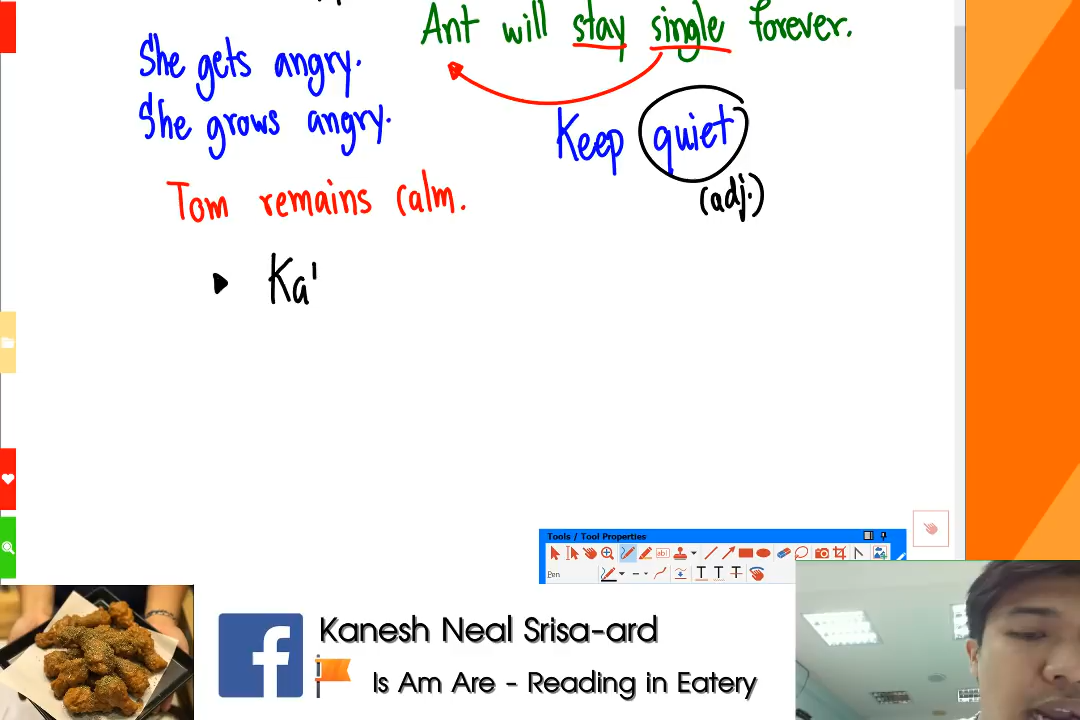 Ant will stay single forever.
She gets angry.
She grows angry.
Keep quiet
(adj.)
Tom remains calm.
Ka'
Tools / Tool Properties
Pen
Kanesh Neal Srisa-ard
Is Am Are - Reading in Eatery